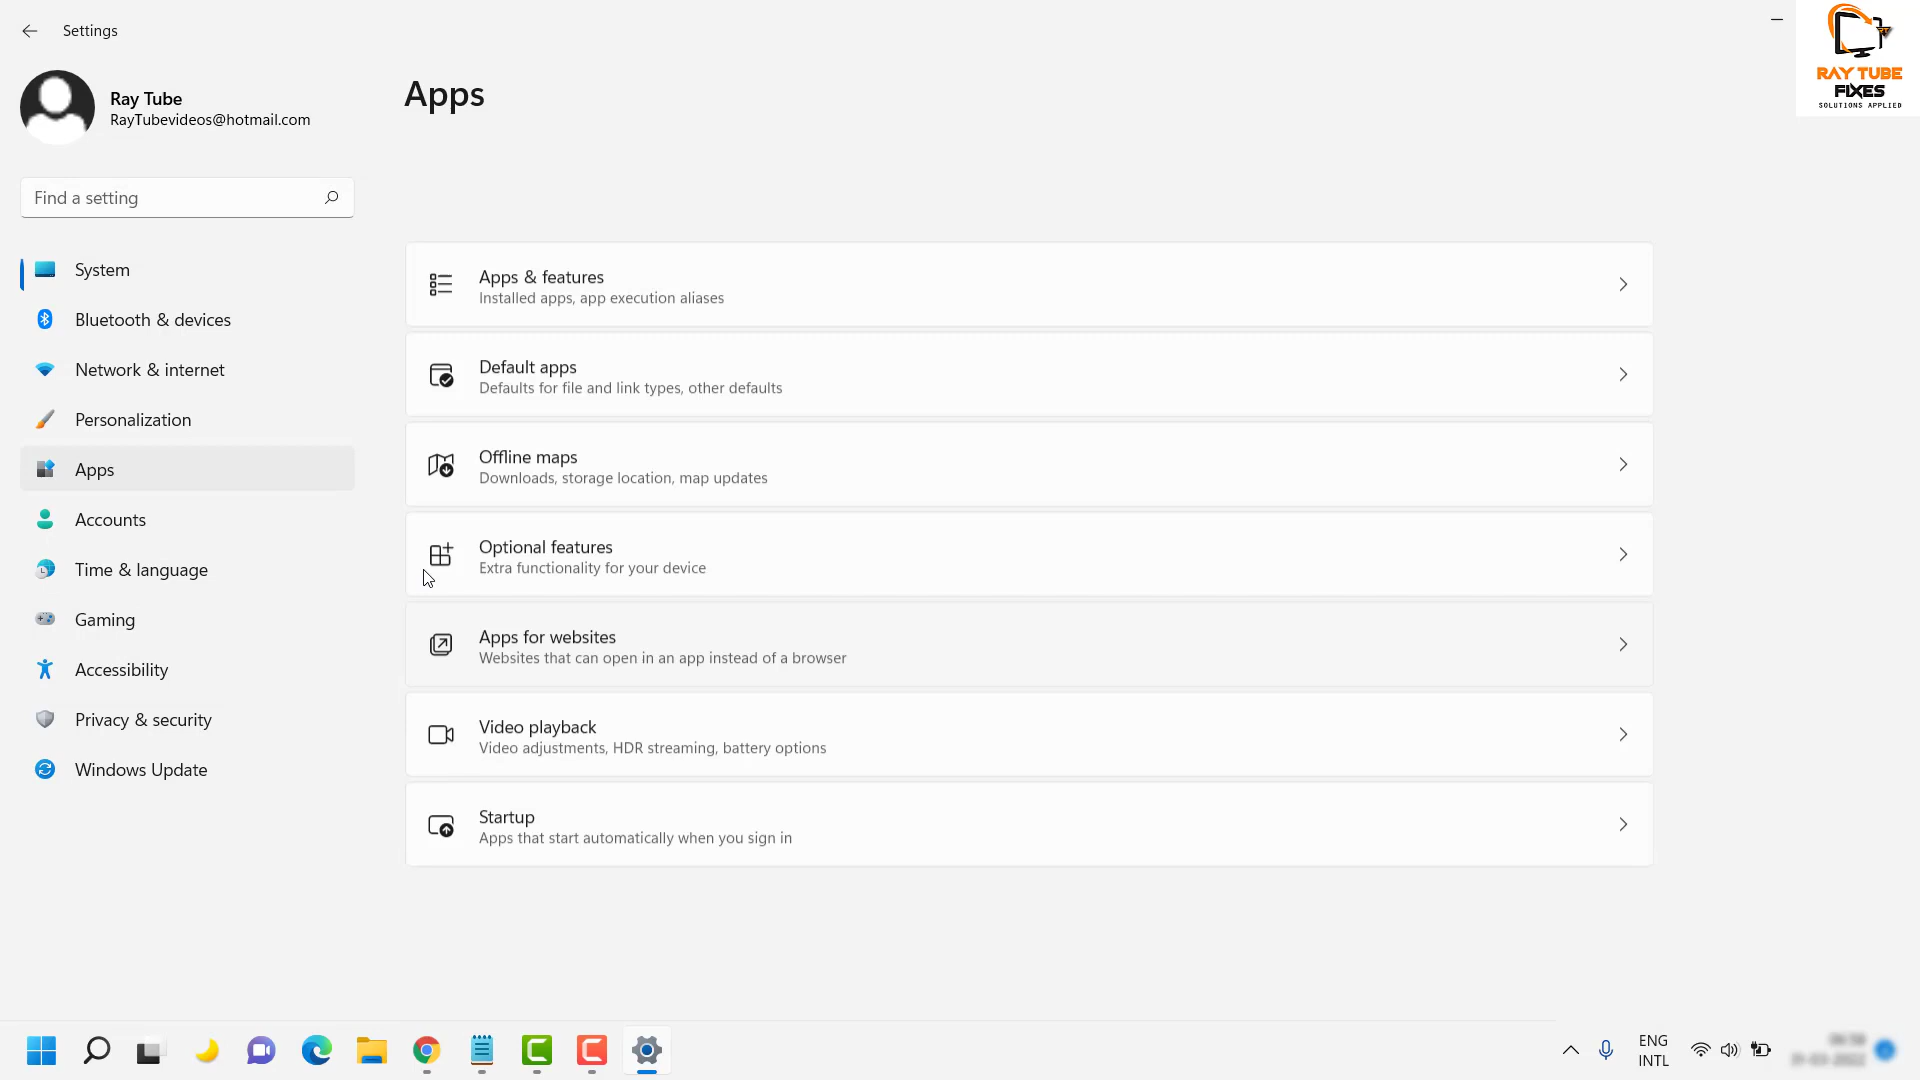 Settings
RAY TUBE
FIXES
SOLUTIONS APPLIED
Ray Tube
RayTubevideos@hotmail.com
Apps
Find a setting
System
Bluetooth & devices
Network & internet
Personalization
Apps
Accounts
Time & language
Gaming
Accessibility
Privacy & security
Windows Update
Apps & features
Installed apps, app execution aliases
Default apps
Defaults for file and link types, other defaults
Offline maps
Downloads, storage location, map updates
Optional features
Extra functionality for your device
Apps for websites
Websites that can open in an app instead of a browser
Video playback
Video adjustments, HDR streaming, battery options
Startup
Apps that start automatically when you sign in
ENG
INTL